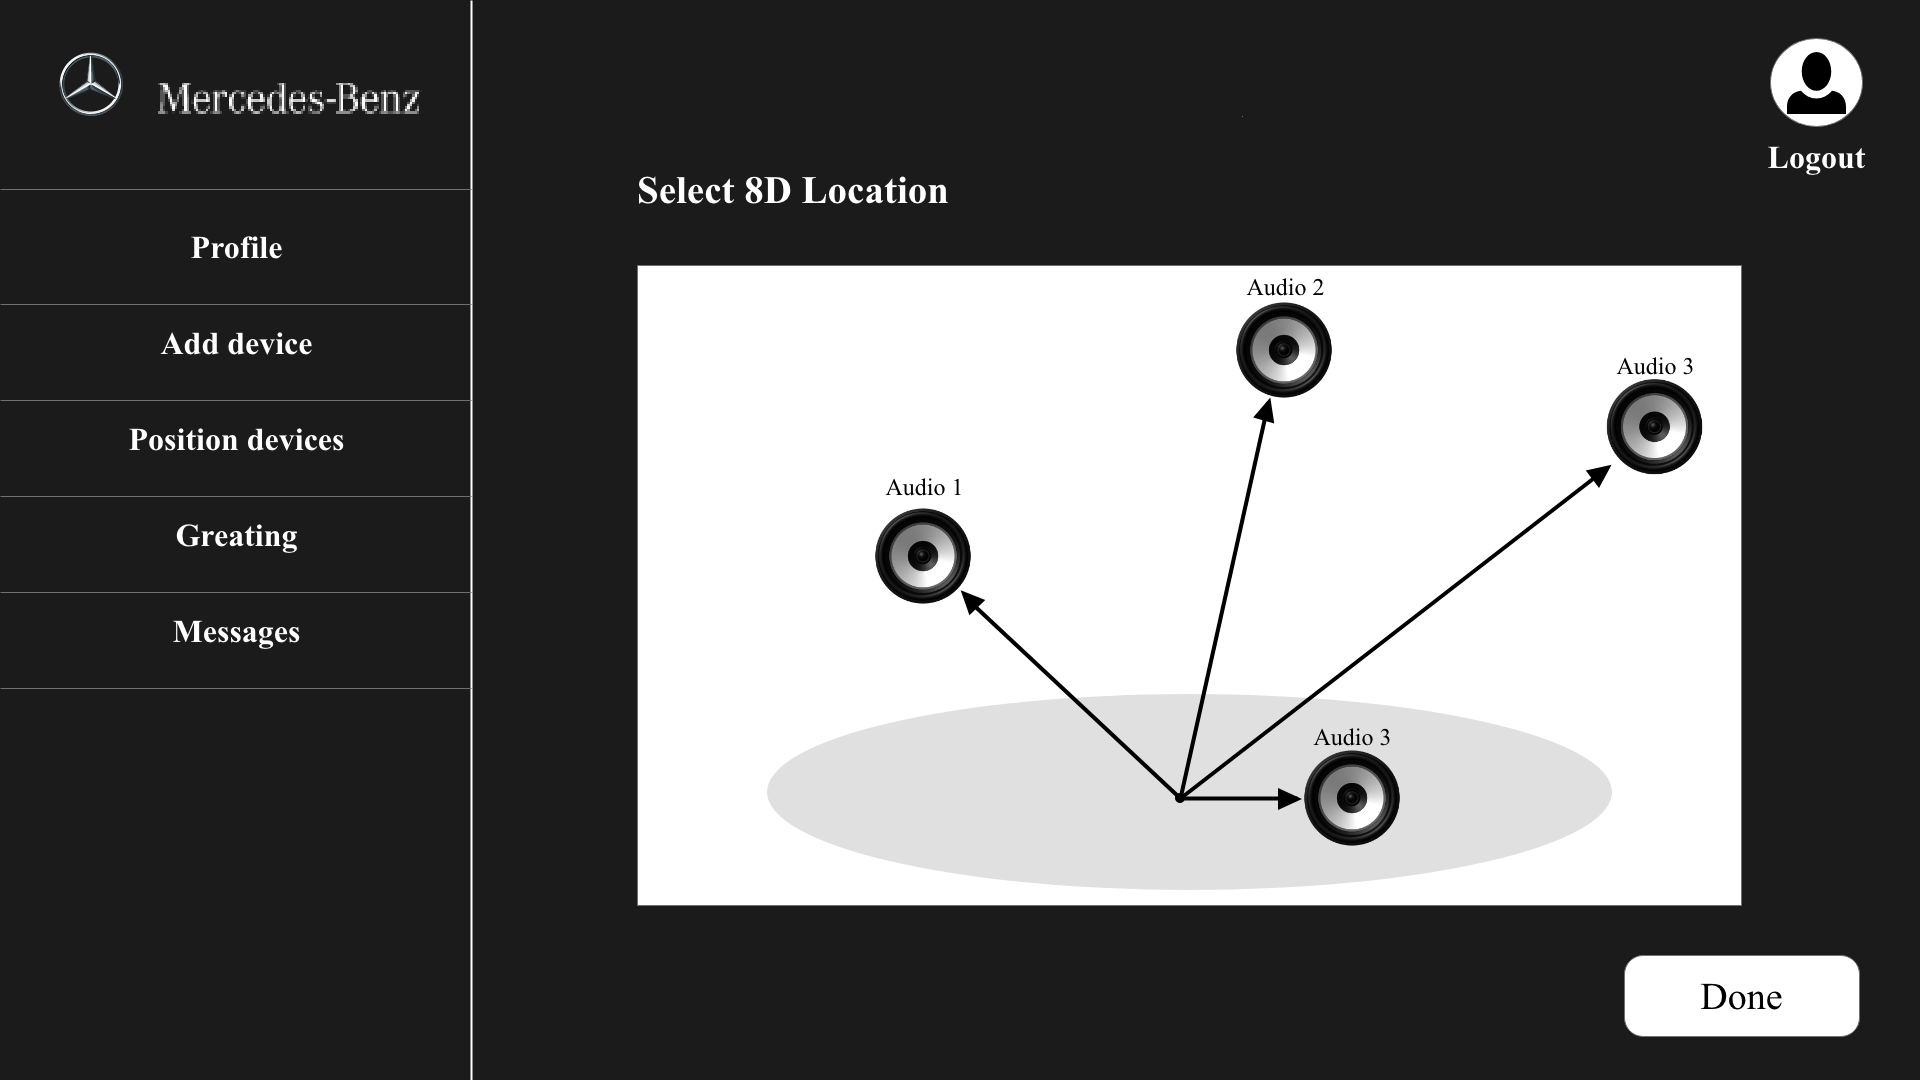 Mercedes-Benz
Logout
Select 8D Location
Profile
Add device
Position devices
Greating
Messages
Audio 2
Audio 3
Audio 1
Audio 3
Done